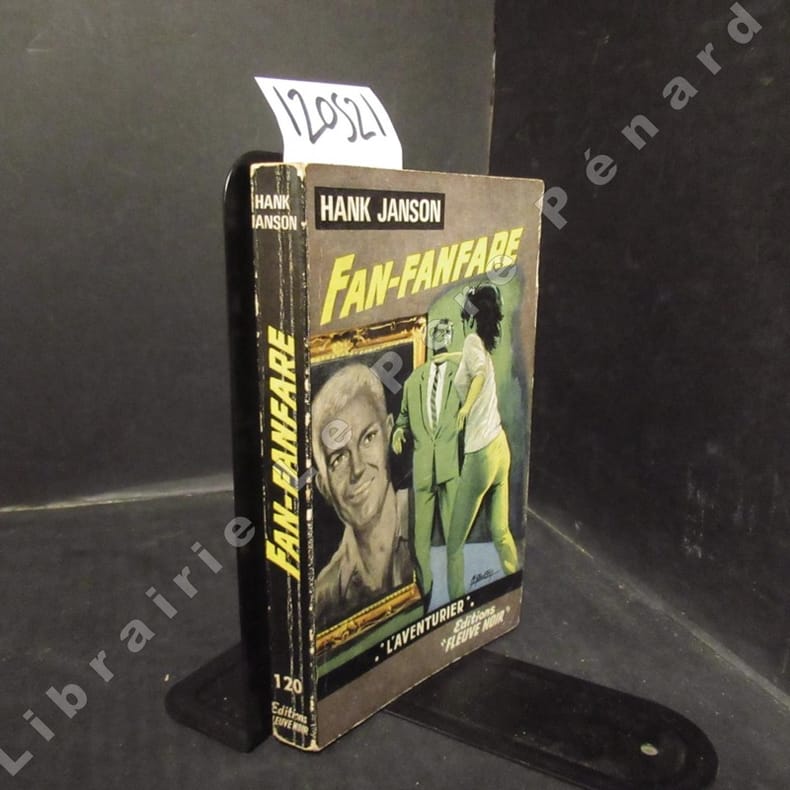 120521
HANK
JANSON
FAN-FANFARE
120
Editions
FLEUVE NOIR
HANK JANSON
FAN-FANFARE
"L'AVENTURIER"
Editions
"FLEUVE NOIR"
Librairie Le Père Pénard